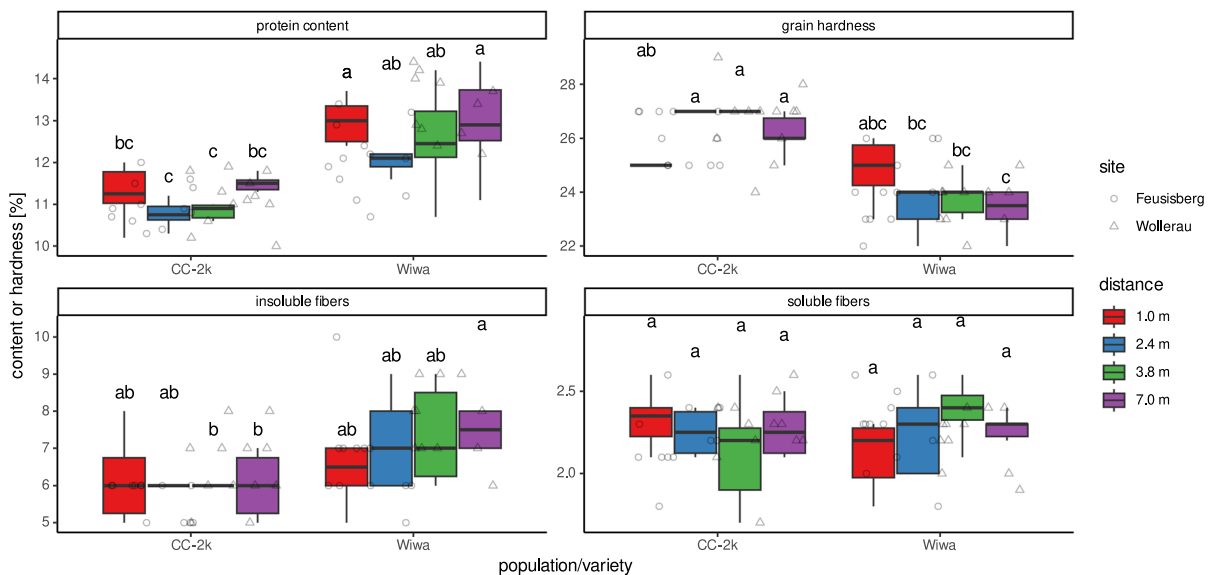 protein content
grain hardness
bc
c
c
bc
a
ab
ab
a
ab
a
a
a
abc
bc
bc
c
14
13
12
11
10
28
26
24
22
CC-2k
Wiwa
CC-2k
Wiwa
insoluble fibers
soluble fibers
ab
ab
b
b
ab
ab
ab
a
a
a
a
a
a
a
a
a
10
9
8
7
6
5
2.5
2.0
CC-2k
Wiwa
CC-2k
Wiwa
content or hardness [%]
population/variety
site
Feusisberg
Wollerau
distance
1.0 m
2.4 m
3.8 m
7.0 m